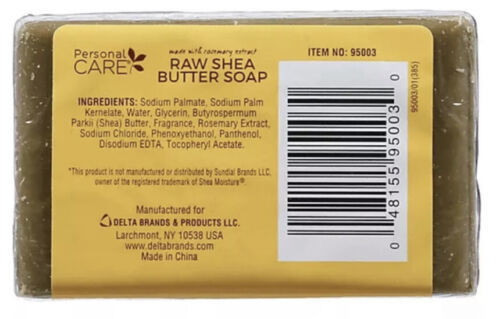 Personal
CARE
made with rosemary extract
RAW SHEA
BUTTER SOAP
INGREDIENTS: Sodium Palmate, Sodium Palm
Kernelate, Water, Glycerin, Butyrospermum
Parkii (Shea) Butter, Fragrance, Rosemary Extract,
Sodium Chloride, Phenoxyethanol, Panthenol,
Disodium EDTA, Tocopheryl Acetate.
*This product is not manufactured or distributed by Sundial Brands LLC,
owner of the registered trademark of Shea Moisture®.
Manufactured for
DELTA BRANDS & PRODUCTS LLC.
Larchmont, NY 10538 USA
www.deltabrands.com
Made in China
ITEM NO: 95003
0 48155 95003 0
95003/01(385)